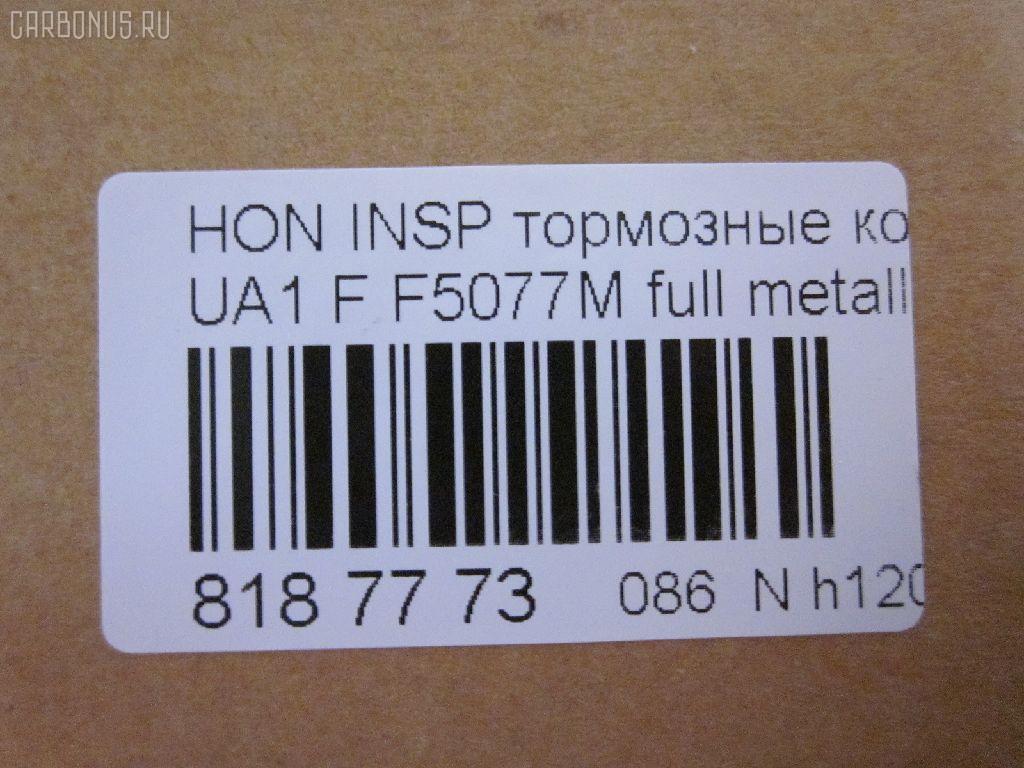 CARBONUS.RU
HON INSP тормозные ко
UA1 F F5077M full metall
818 77 73 086 N h120